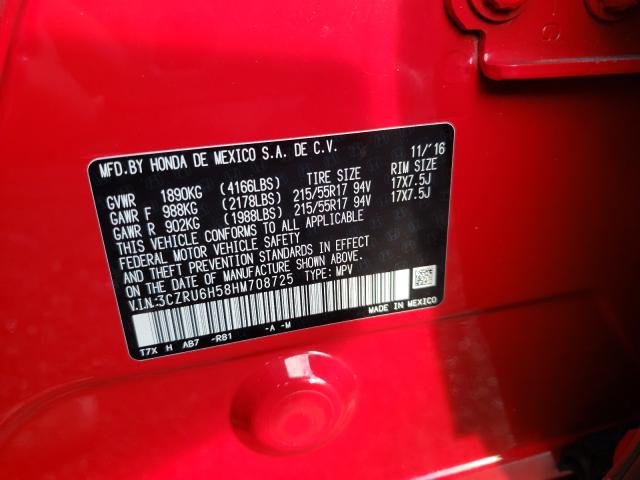 MFD.BY HONDA DE MEXICO S.A. DE C.V. 11/'16
GVWR 1890KG (4166LBS) TIRE SIZE RIM SIZE
GAWR F 988KG (2178LBS) 215/55R17 94V 17X7.5J
GAWR R 902KG (1988LBS) 215/55R17 94V 17X7.5J
THIS VEHICLE CONFORMS TO ALL APPLICABLE
FEDERAL MOTOR VEHICLE SAFETY
AND THEFT PREVENTION STANDARDS IN EFFECT
ON THE DATE OF MANUFACTURE SHOWN ABOVE.
V.I.N:3CZRU6H58HM708725 TYPE: MPV
MADE IN MEXICO
T7X H AB7 -R81 -A -M